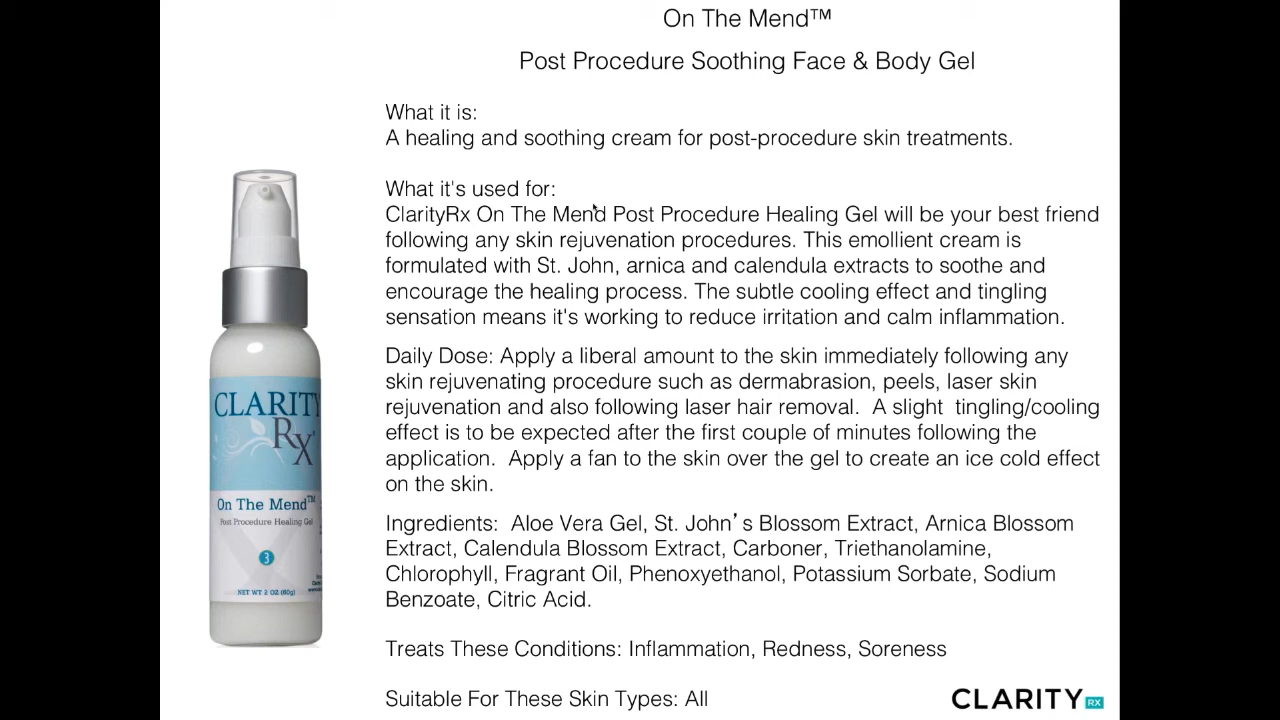 On The Mend™
Post Procedure Soothing Face & Body Gel
What it is:
A healing and soothing cream for post-procedure skin treatments.
What it's used for:
ClarityRx On The Mend Post Procedure Healing Gel will be your best friend
following any skin rejuvenation procedures. This emollient cream is
formulated with St. John, arnica and calendula extracts to soothe and
encourage the healing process. The subtle cooling effect and tingling
sensation means it's working to reduce irritation and calm inflammation.
Daily Dose: Apply a liberal amount to the skin immediately following any
skin rejuvenating procedure such as dermabrasion, peels, laser skin
rejuvenation and also following laser hair removal.  A slight  tingling/cooling
effect is to be expected after the first couple of minutes following the
application.  Apply a fan to the skin over the gel to create an ice cold effect
on the skin.
Ingredients:  Aloe Vera Gel, St. John’s Blossom Extract, Arnica Blossom
Extract, Calendula Blossom Extract, Carboner, Triethanolamine,
Chlorophyll, Fragrant Oil, Phenoxyethanol, Potassium Sorbate, Sodium
Benzoate, Citric Acid.
Treats These Conditions: Inflammation, Redness, Soreness
Suitable For These Skin Types: All
CLARITY RX
CLARITY
Rx
On The Mend™
Post Procedure Healing Gel
3
NET WT 2 OZ (60g)